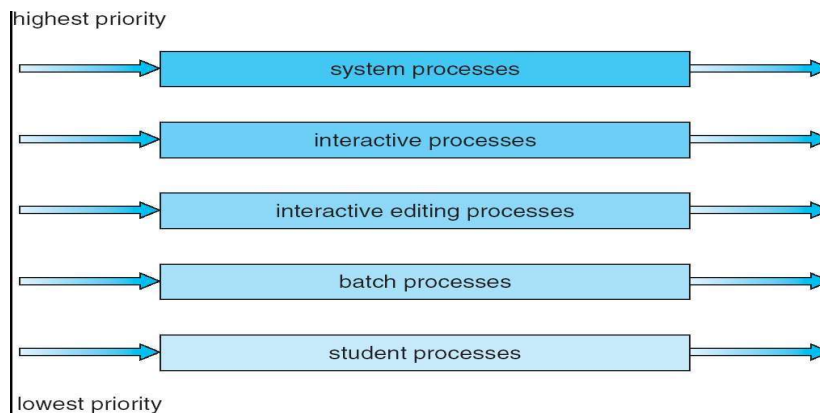 highest priority
system processes
interactive processes
interactive editing processes
batch processes
student processes
lowest priority